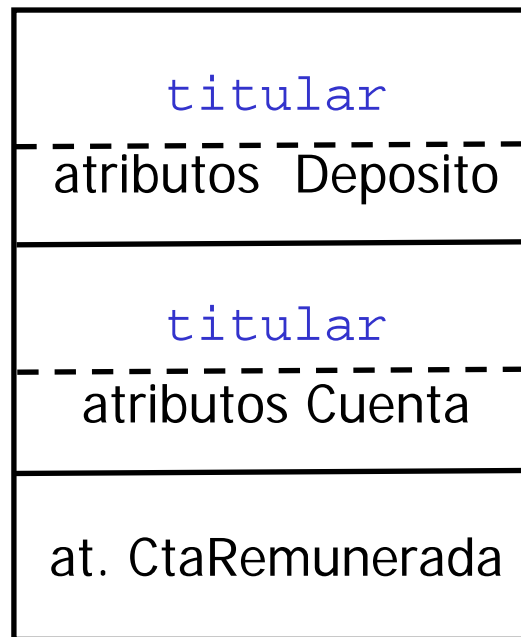 titular
atributos Deposito
titular
atributos Cuenta
at. CtaRemunerada